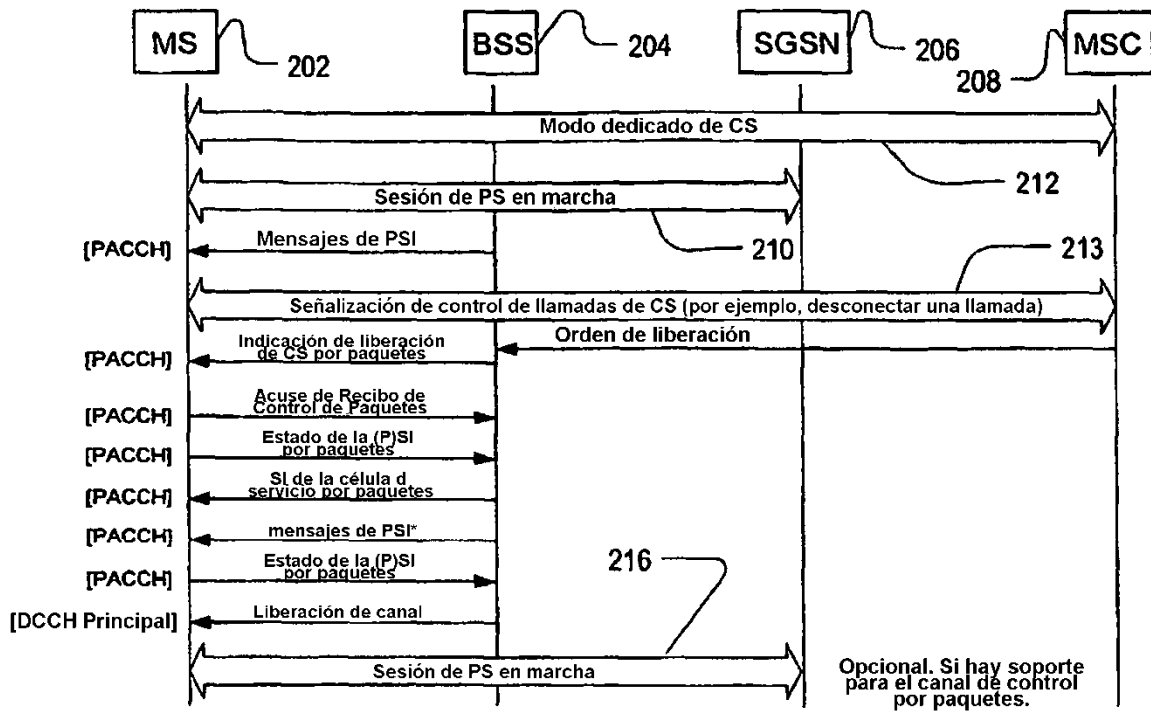 MS
BSS
SGSN
MSC
202
204
206
208
Modo dedicado de CS
212
Sesión de PS en marcha
210
213
[PACCH]
Mensajes de PSI
Señalización de control de llamadas de CS (por ejemplo, desconectar una llamada)
Orden de liberación
[PACCH]
Indicación de liberación
de CS por paquetes
[PACCH]
Acuse de Recibo de
Control de Paquetes
[PACCH]
Estado de la (P)SI
por paquetes
[PACCH]
SI de la célula d
servicio por paquetes
[PACCH]
mensajes de PSI*
[PACCH]
Estado de la (P)SI
por paquetes
216
[DCCH Principal]
Liberación de canal
Sesión de PS en marcha
Opcional. Si hay soporte
para el canal de control
por paquetes.